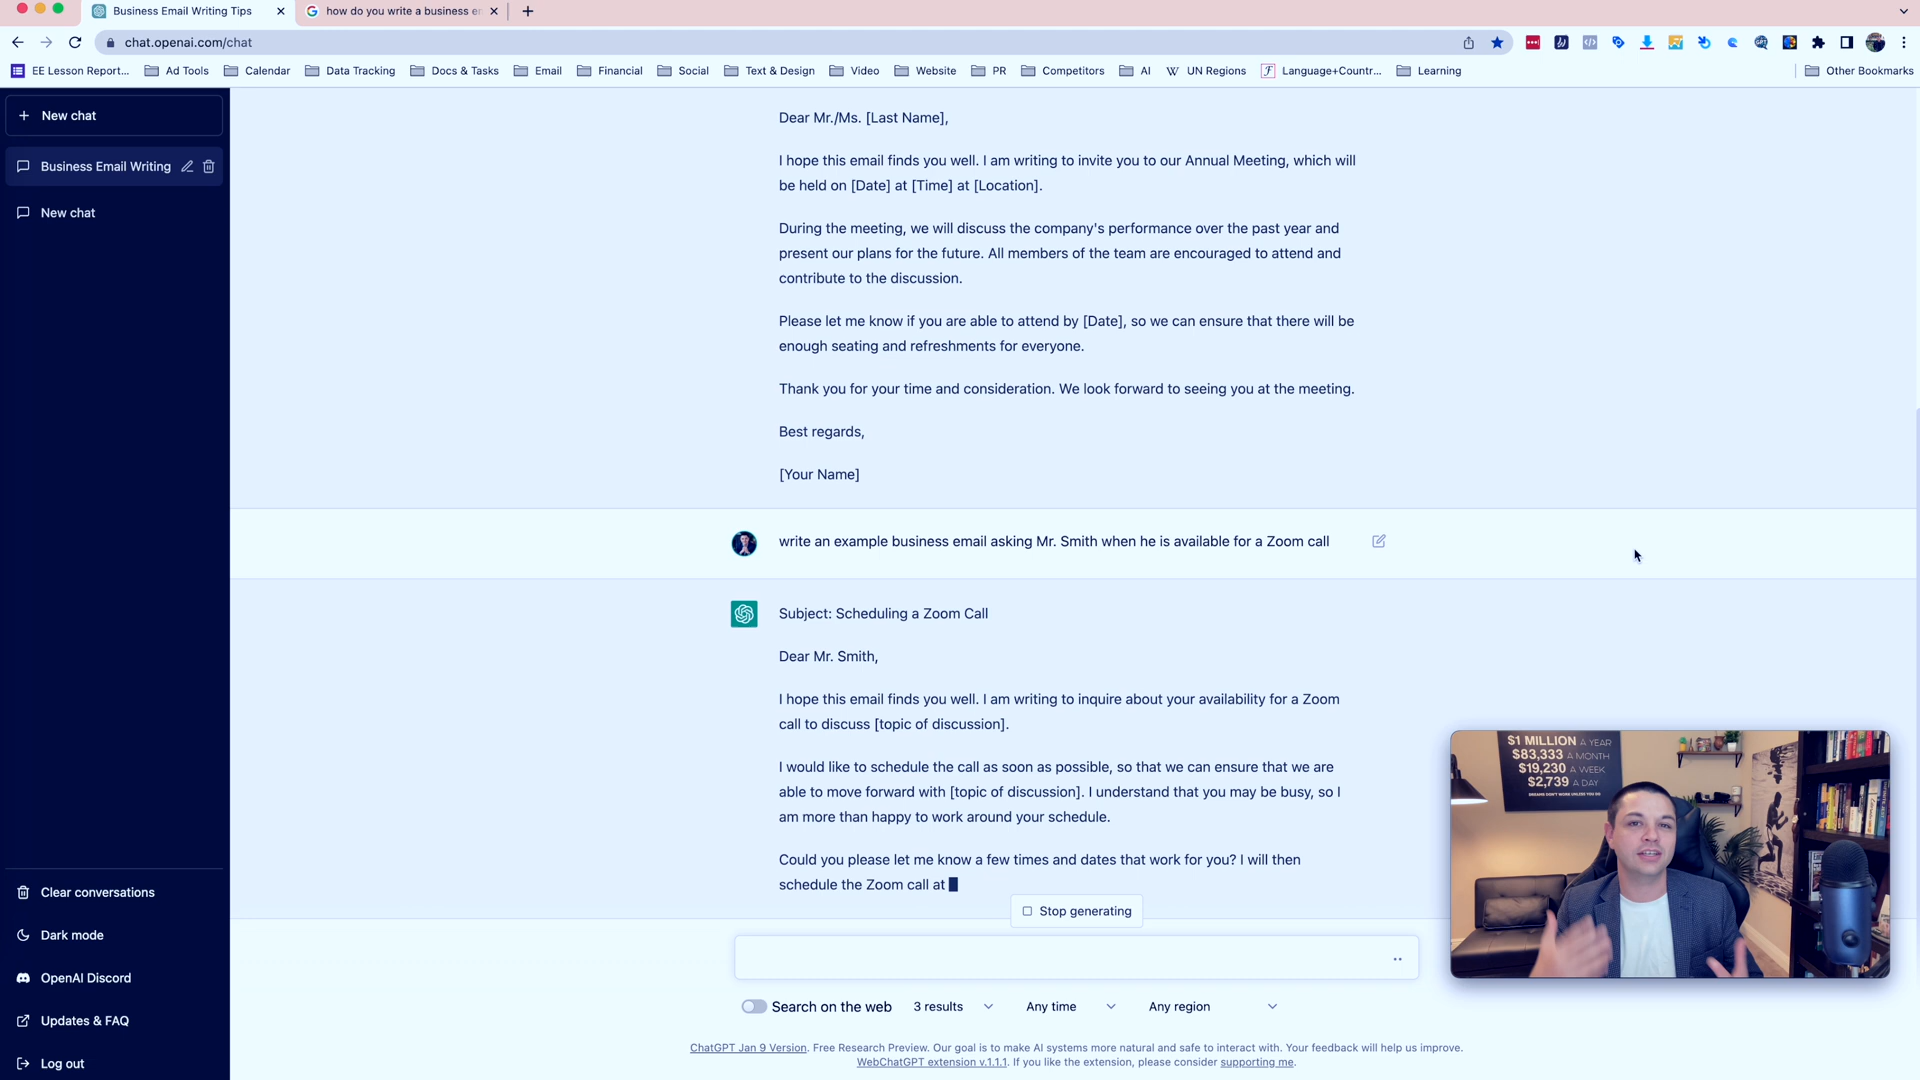 Business Email Writing Tips
how do you write a business e
chat.openai.com/chat
EE Lesson Report...
Ad Tools
Calendar
Data Tracking
Docs & Tasks
Email
Financial
Social
Text & Design
Video
Website
PR
Competitors
AI
UN Regions
Language+Countr...
Learning
Other Bookmarks
New chat
Business Email Writing
New chat
Dear Mr./Ms. [Last Name],
I hope this email finds you well. I am writing to invite you to our Annual Meeting, which will
be held on [Date] at [Time] at [Location].
During the meeting, we will discuss the company's performance over the past year and
present our plans for the future. All members of the team are encouraged to attend and
contribute to the discussion.
Please let me know if you are able to attend by [Date], so we can ensure that there will be
enough seating and refreshments for everyone.
Thank you for your time and consideration. We look forward to seeing you at the meeting.
Best regards,
[Your Name]
write an example business email asking Mr. Smith when he is available for a Zoom call
Subject: Scheduling a Zoom Call
Dear Mr. Smith,
I hope this email finds you well. I am writing to inquire about your availability for a Zoom
call to discuss [topic of discussion].
I would like to schedule the call as soon as possible, so that we can ensure that we are
able to move forward with [topic of discussion]. I understand that you may be busy, so I
am more than happy to work around your schedule.
Could you please let me know a few times and dates that work for you? I will then
schedule the Zoom call at
Stop generating
Search on the web
3 results
Any time
Any region
ChatGPT Jan 9 Version. Free Research Preview. Our goal is to make AI systems more natural and safe to interact with. Your feedback will help us improve.
WebChatGPT extension v.1.1.1. If you like the extension, please consider supporting me.
Clear conversations
Dark mode
OpenAI Discord
Updates & FAQ
Log out
$1 MILLION A YEAR
$83,333 A MONTH
$19,230 A WEEK
$2,739 A DAY
DREAMS DON'T WORK UNLESS YOU DO